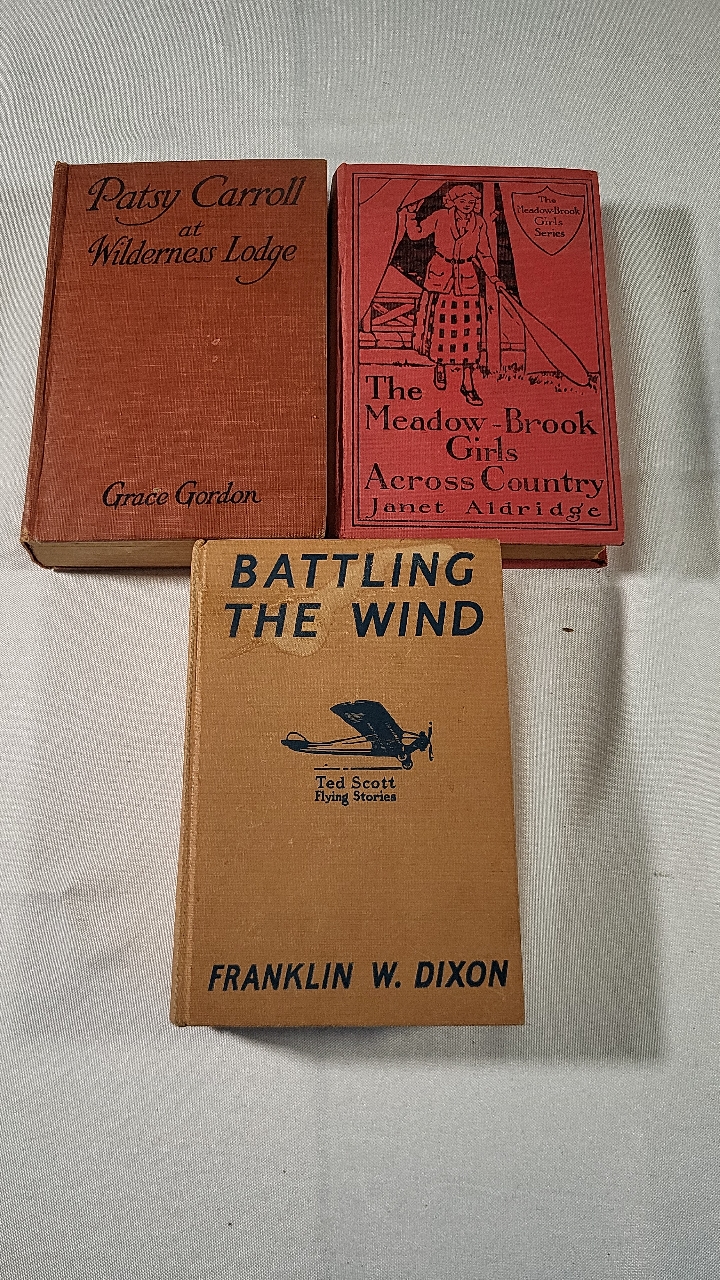 Patsy Carroll
at
Wilderness Lodge
Grace Gordon
The
Meadow-Brook
Girls
Series
The
Meadow-Brook
Girls
Across Country
Janet Aldridge
BATTLING
THE WIND
Ted Scott
Flying Stories
FRANKLIN W. DIXON